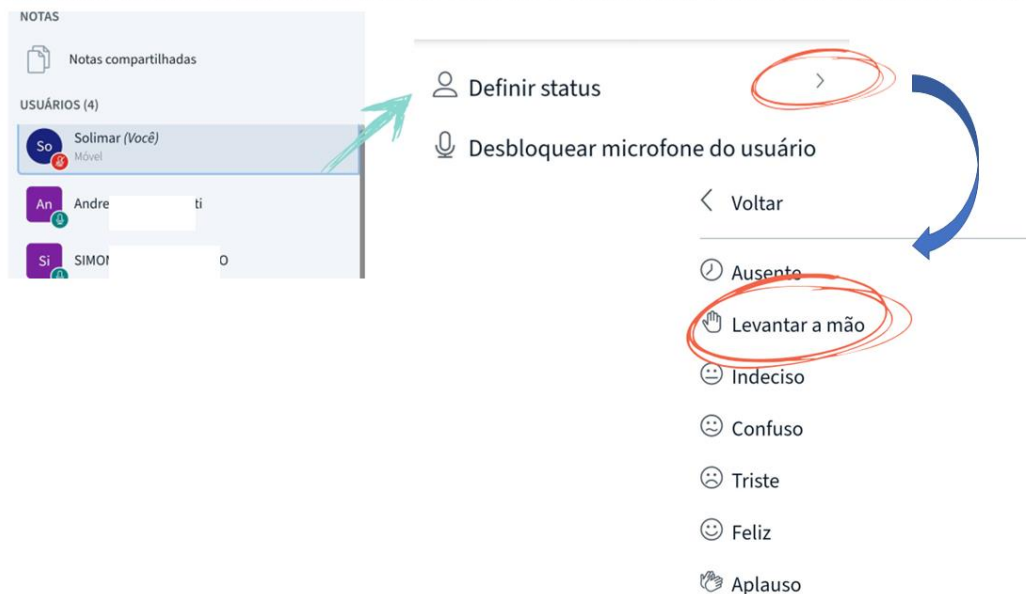 NOTAS
Notas compartilhadas
USUÁRIOS (4)
So
Solimar (Você)
Móvel
An
Andre ti
Si
SIMON O
Definir status
Desbloquear microfone do usuário
Voltar
Ausente
Levantar a mão
Indeciso
Confuso
Triste
Feliz
Aplauso